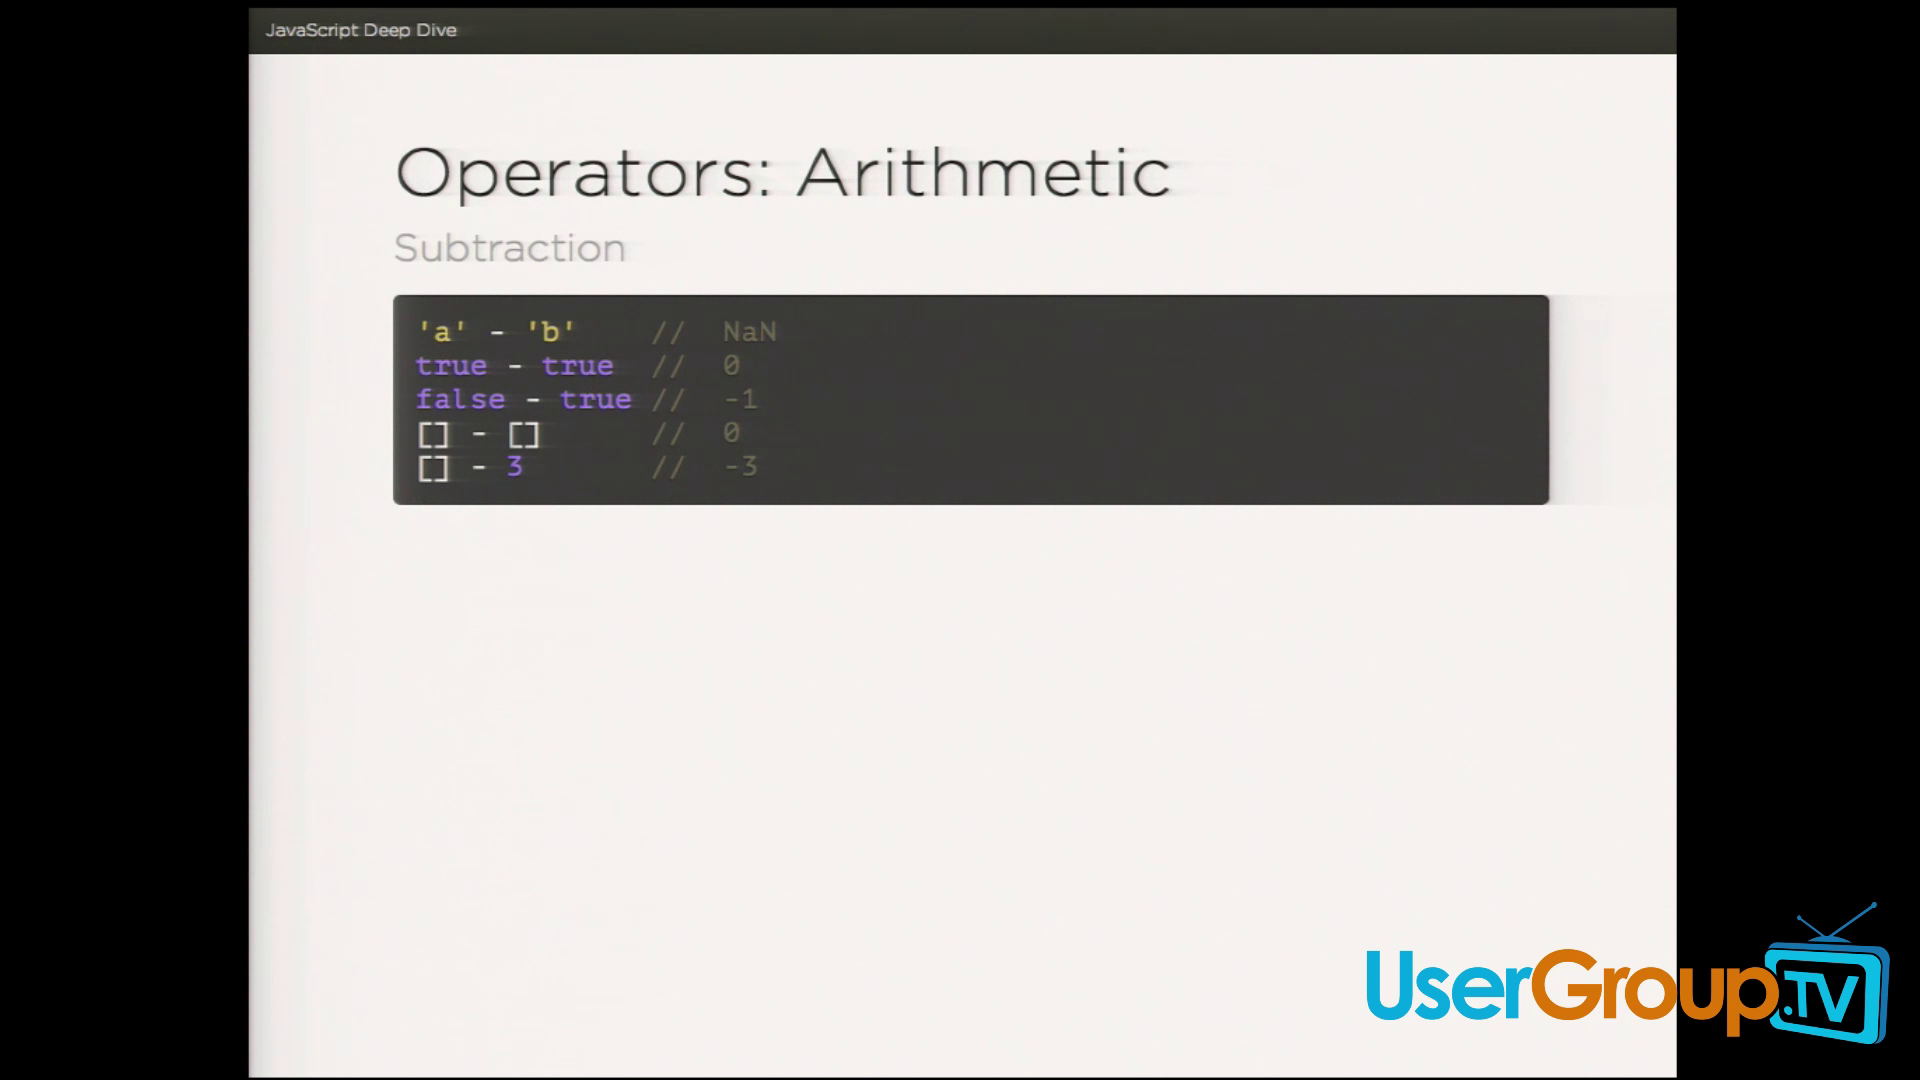 JavaScript Deep Dive
Operators: Arithmetic
Subtraction
'a' - 'b' // NaN
true - true // 0
false - true // -1
[] - [] // 0
[] - 3 // -3
UserGroup.TV